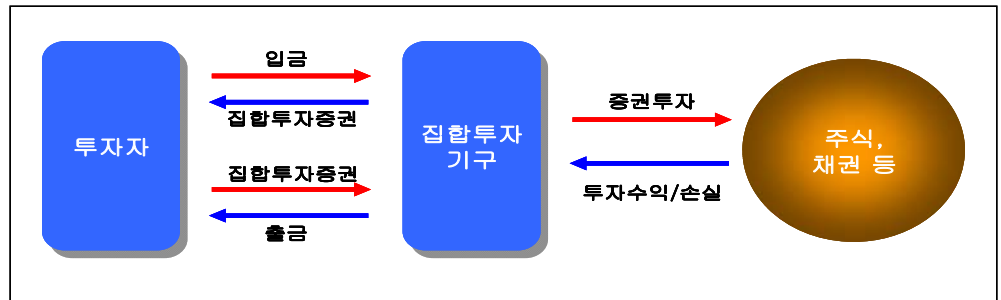 투자자
입금
집합투자증권
집합투자증권
출금
집합투자
기구
증권투자
투자수익/손실
주식,
채권 등